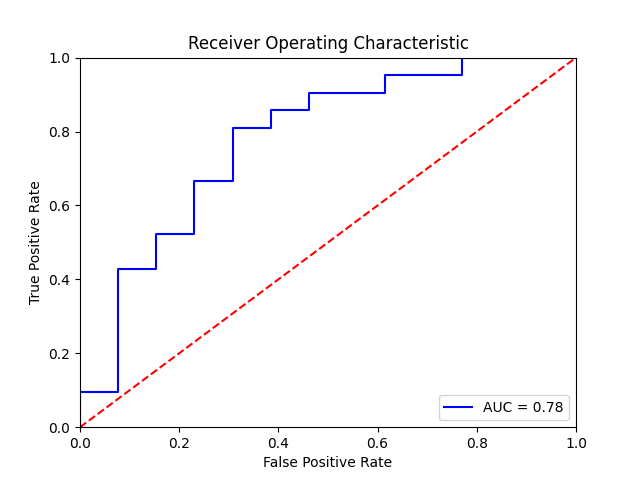 Receiver Operating Characteristic
True Positive Rate
1.0
0.8
0.6
0.4
0.2
0.0
AUC = 0.78
0.0 0.2 0.4 0.6 0.8 1.0
False Positive Rate